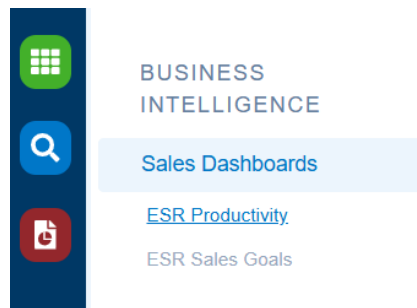 BUSINESS
INTELLIGENCE
Sales Dashboards
ESR Productivity
ESR Sales Goals